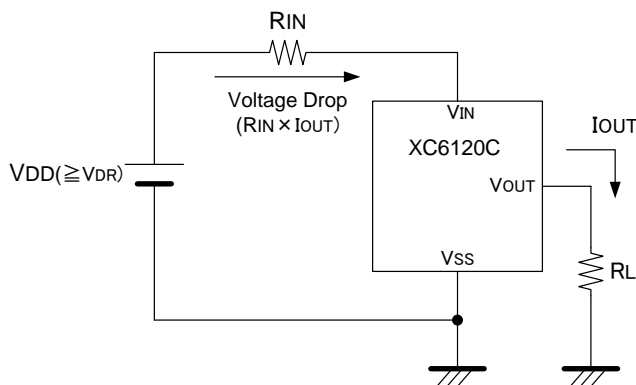 RIN
Voltage Drop
(RIN × IOUT)
VIN
XC6120C
IOUT
VDD(≧VDR)
VOUT
VSS
RL